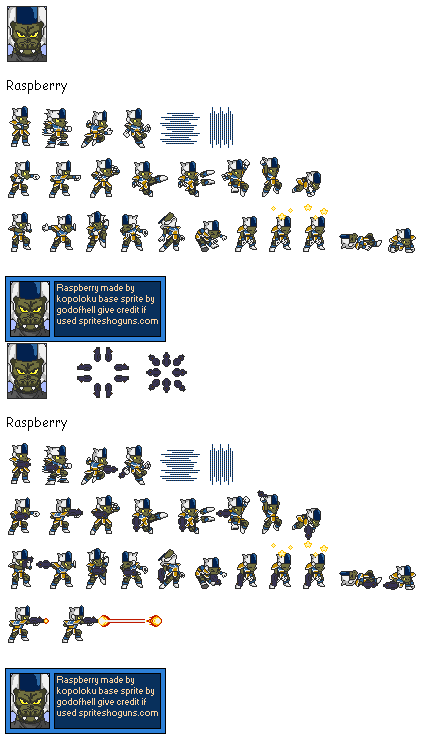 Raspberry
Raspberry made by
kopoloku base sprite by
godofhell give credit if
used spriteshoguns.com
Raspberry
Raspberry made by
kopoloku base sprite by
godofhell give credit if
used spriteshoguns.com